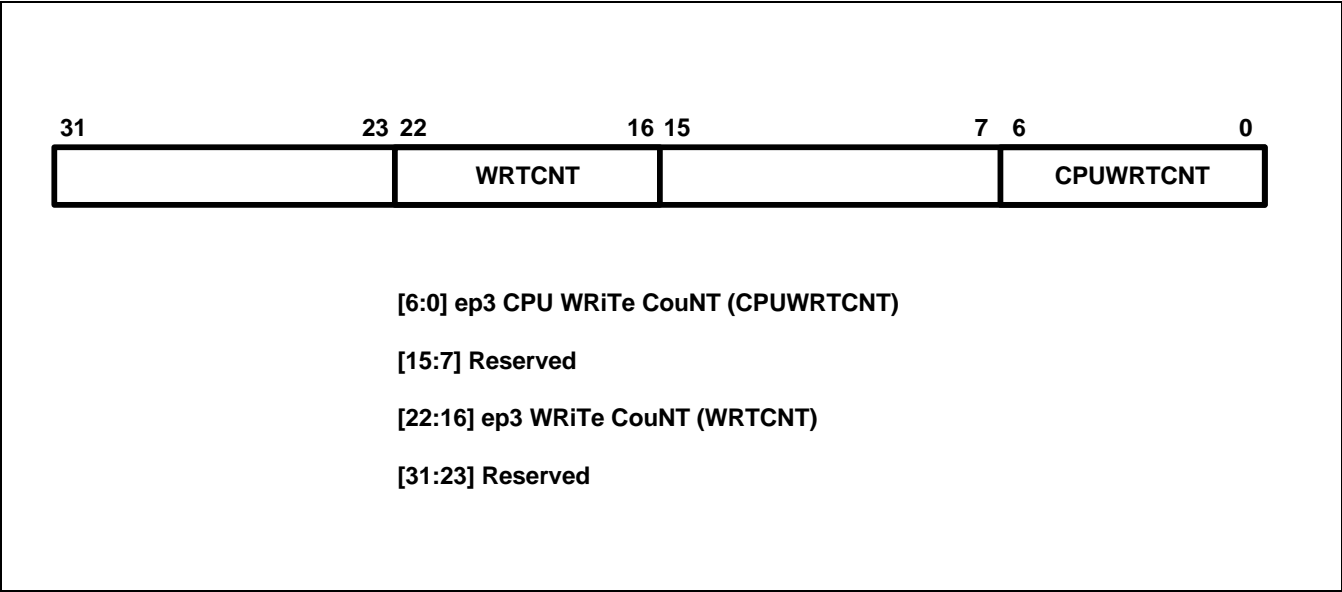 31 23 22 16 15 7 6 0
WRTCNT CPUWRTCNT
[6:0] ep3 CPU WRiTe CouNT (CPUWRTCNT)
[15:7] Reserved
[22:16] ep3 WRiTe CouNT (WRTCNT)
[31:23] Reserved